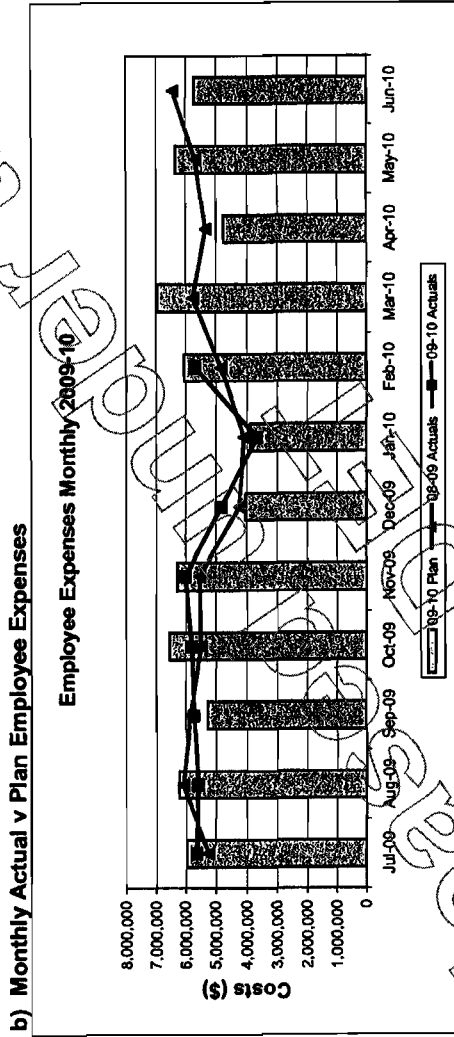 b) Monthly Actual v Plan Employee Expenses
Employee Expenses Monthly 2009-10
Costs ($)
8,000,000
7,000,000
6,000,000
5,000,000
4,000,000
3,000,000
2,000,000
1,000,000
0
Jul-09 Aug-09 Sep-09 Oct-09 Nov-09 Dec-09 Jan-10 Feb-10 Mar-10 Apr-10 May-10 Jun-10
09-10 Plan 08-09 Actuals 09-10 Actuals